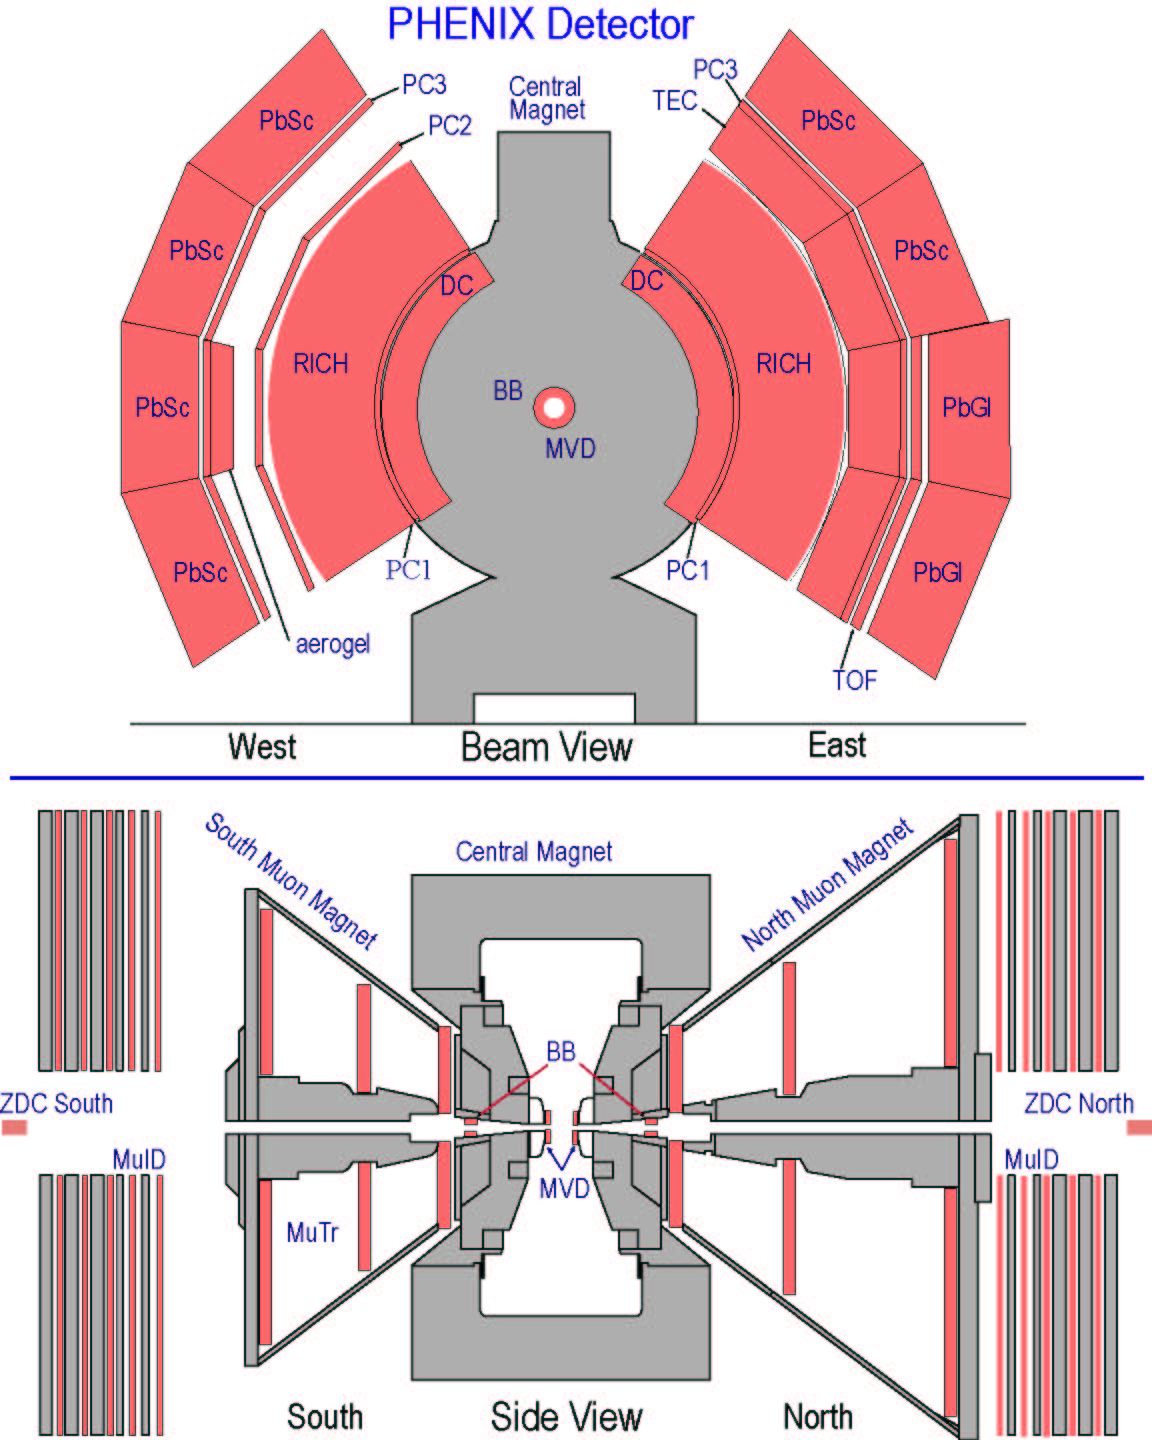 PHENIX Detector
PC3
Central
Magnet
PC3
TEC
PbSc
PC2
PbSc
PbSc
PbSc
DC
DC
RICH
RICH
PbSc
BB
PbGl
MVD
PbSc
PC1
PC1
PbGl
aerogel
TOF
West
Beam View
East
South Muon Magnet
Central Magnet
North Muon Magnet
BB
ZDC South
ZDC North
MuID
MuID
MVD
MuTr
South
Side View
North